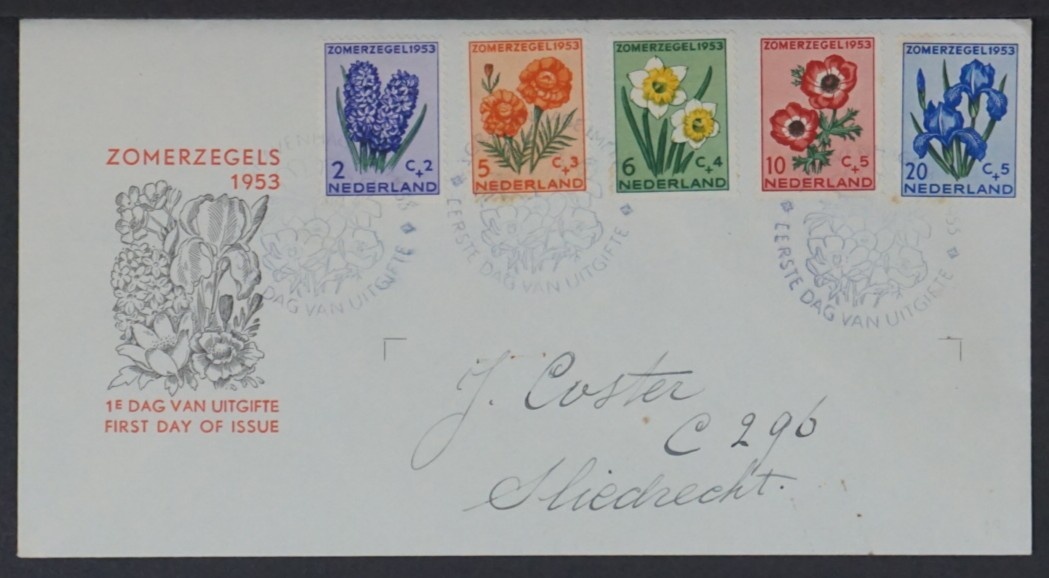 ZOMERZEGEL 1953
2 C+2
NEDERLAND
ZOMERZEGEL 1953
5 C+3
NEDERLAND
ZOMERZEGEL 1953
6 C+4
NEDERLAND
ZOMERZEGEL 1953
10 C+5
NEDERLAND
ZOMERZEGEL 1953
20 C+5
NEDERLAND
ZOMERZEGELS
1953
DAG VAN UITGIFTE
EERSTE DAG VAN UITGIFTE
EERSTE DAG VAN UITGIFTE
1E DAG VAN UITGIFTE
FIRST DAY OF ISSUE
J. Coster
C 296
Sliedrecht.